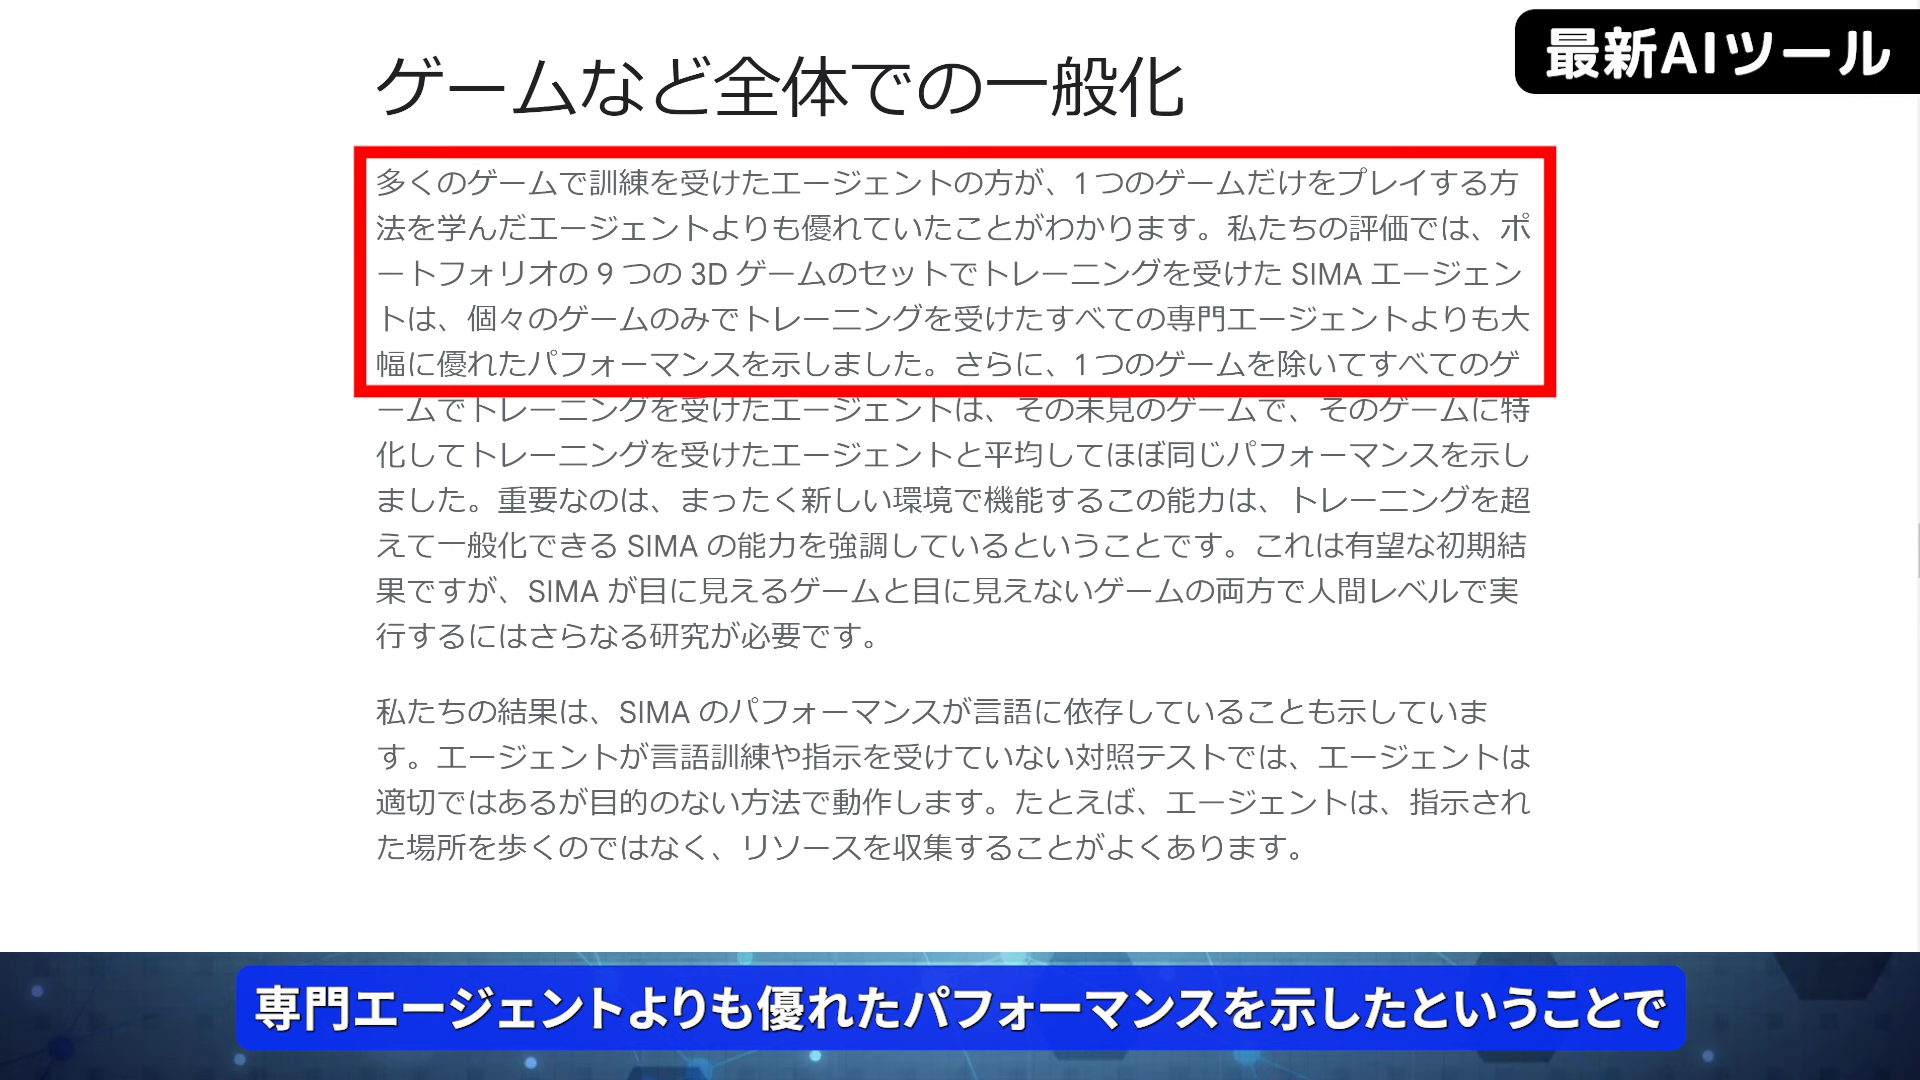 最新AIツール
ゲームなど全体での一般化
多くのゲームで訓練を受けたエージェントの方が、1 つのゲームだけをプレイする方
法を学んだエージェントよりも優れていたことがわかります。私たちの評価では、ポ
ートフォリオの 9 つの 3D ゲームのセットでトレーニングを受けた SIMA エージェン
トは、個々のゲームのみでトレーニングを受けたすべての専門エージェントよりも大
幅に優れたパフォーマンスを示しました。さらに、1 つのゲームを除いてすべてのゲ
ームでトレーニングを受けたエージェントは、その未見のゲームで、そのゲームに特
化してトレーニングを受けたエージェントと平均してほぼ同じパフォーマンスを示し
ました。重要なのは、まったく新しい環境で機能するこの能力は、トレーニングを超
えて一般化できる SIMA の能力を強調しているということです。これは有望な初期結
果ですが、SIMA が目に見えるゲームと目に見えないゲームの両方で人間レベルで実
行するにはさらなる研究が必要です。
私たちの結果は、SIMA のパフォーマンスが言語に依存していることも示していま
す。エージェントが言語訓練や指示を受けていない対照テストでは、エージェントは
適切ではあるが目的のない方法で動作します。たとえば、エージェントは、指示され
た場所を歩くのではなく、リソースを収集することがよくあります。
専門エージェントよりも優れたパフォーマンスを示したということで